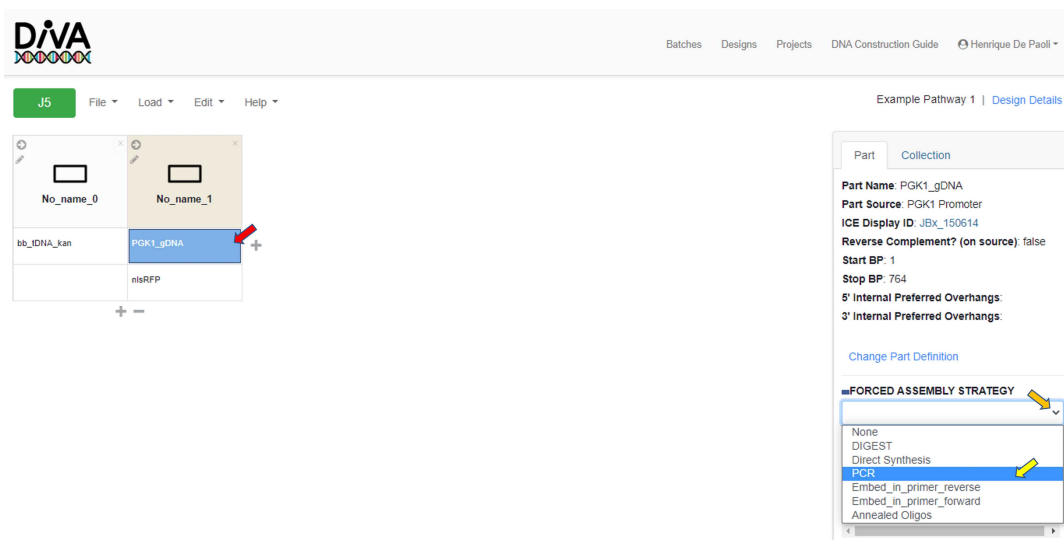 DiVA
Batches Designs Projects DNA Construction Guide Henrique De Paoli
J5 File Load Edit Help
Example Pathway 1 | Design Details
No_name_0
No_name_1
bb_tDNA_kan
PGK1_gDNA
nlsRFP
Part Collection
Part Name: PGK1_gDNA
Part Source: PGK1 Promoter
ICE Display ID: JBx_150614
Reverse Complement? (on source): false
Start BP: 1
Stop BP: 764
5' Internal Preferred Overhangs:
3' Internal Preferred Overhangs:
Change Part Definition
FORCED ASSEMBLY STRATEGY
None
DIGEST
Direct Synthesis
PCR
Embed_in_primer_reverse
Embed_in_primer_forward
Annealed Oligos